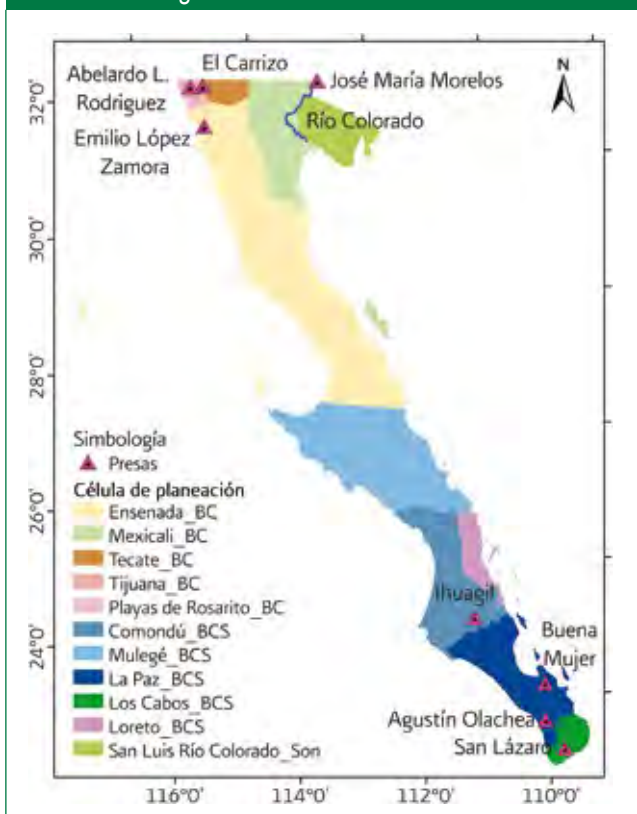 El Carrizo
Abelardo L.
Rodriguez
José María Morelos
N
Río Colorado
Emilio López
Zamora
32°0'
30°0'
28°0'
26°0'
24°0'
Simbología
Presas
Célula de planeación
Ensenada_BC
Mexicali_BC
Tecate_BC
Tijuana_BC
Playas de Rosarito_BC
Comondú_BCS
Mulegé_BCS
La Paz_BCS
Los Cabos_BCS
Loreto_BCS
San Luis Río Colorado_Son
Ihuagil
Buena
Mujer
Agustín Olachea
San Lázaro
116°0'
114°0'
112°0'
110°0'